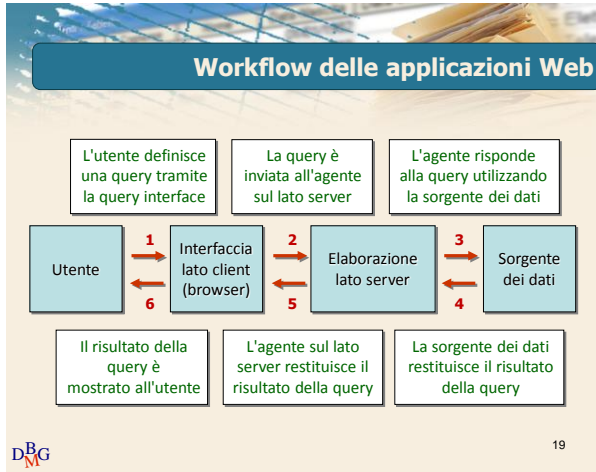 Workflow delle applicazioni Web
L'utente definisce
una query tramite
la query interface
La query è
inviata all'agente
sul lato server
L'agente risponde
alla query utilizzando
la sorgente dei dati
Utente
1
6
Interfaccia
lato client
(browser)
2
5
Elaborazione
lato server
3
4
Sorgente
dei dati
Il risultato della
query è
mostrato all'utente
L'agente sul lato
server restituisce il
risultato della query
La sorgente dei dati
restituisce il risultato
della query
DBMG
19